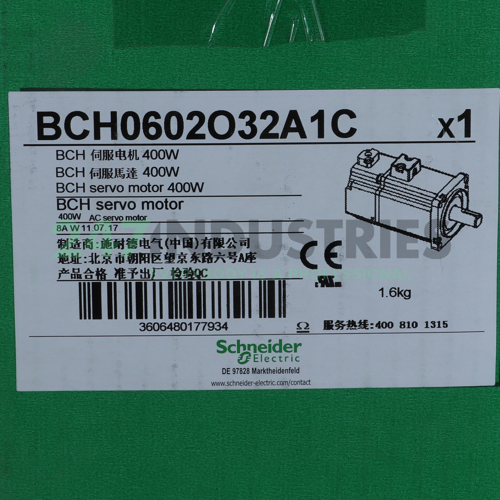 BCH0602O32A1C x1
BCH 伺服电机 400W
BCH 伺服馬達 400W
BCH servo motor 400W
BCH servo motor
400W AC servo motor
8A W 11.07.17
制造商: 施耐德电气(中国)有限公司
地址: 北京市朝阳区望京东路六号A座
产品合格 准予出厂 检验QC
CE
1.6kg
3606480177934
Ω 服务热线: 400 810 1315
Schneider
Electric
DE 97828 Marktheidenfeld
www.schneider-electric.com/contact